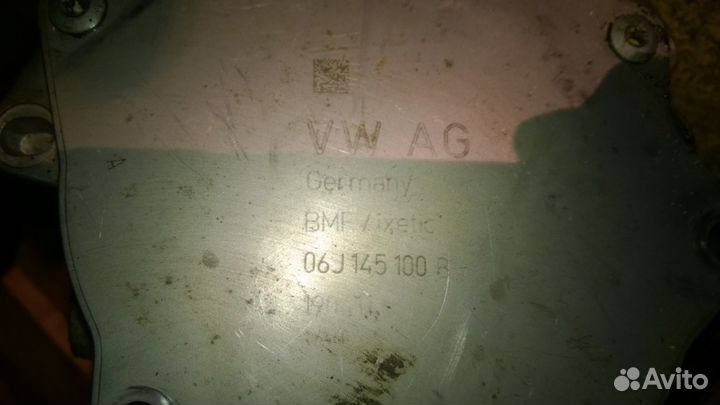 VW AG
Germany
BMF / ixetic
06J 145 100 B
Avito